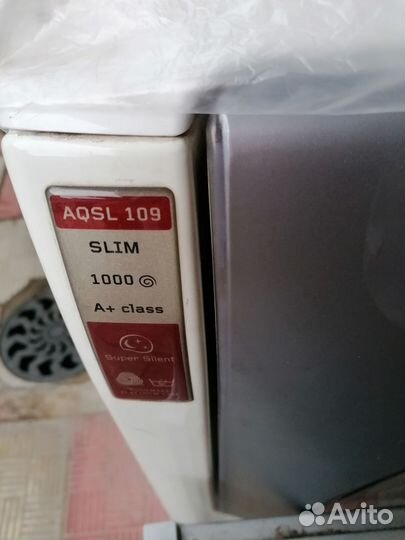 AQSL 109
SLIM
1000
A+ class
Super Silent
Avito